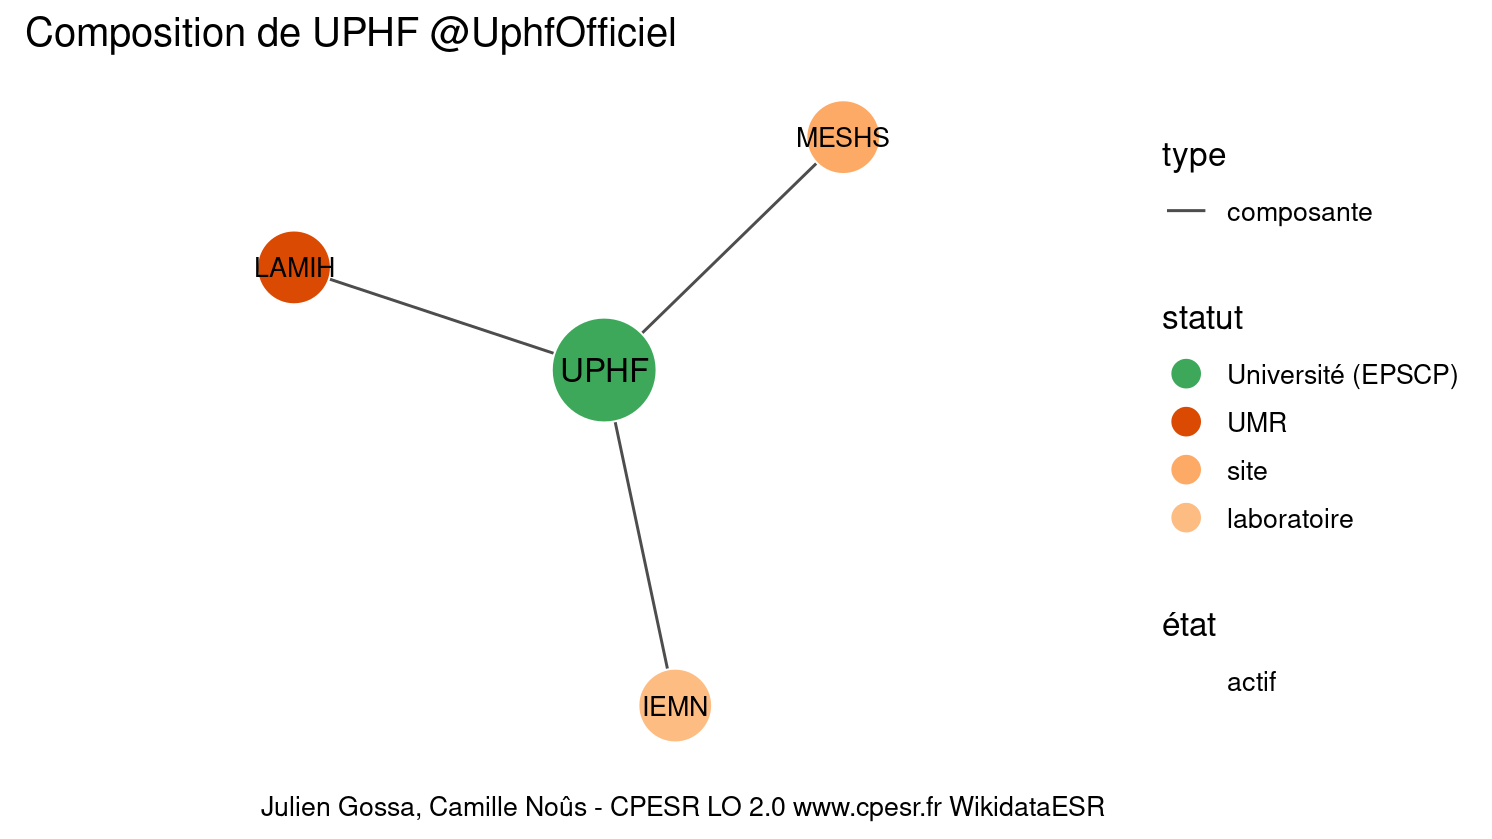 Composition de UPHF @UphfOfficiel
MESHS
LAMIH
UPHF
IEMN
type
composante
statut
Université (EPSCP)
UMR
site
laboratoire
état
actif
Julien Gossa, Camille Noûs - CPESR LO 2.0 www.cpesr.fr WikidataESR